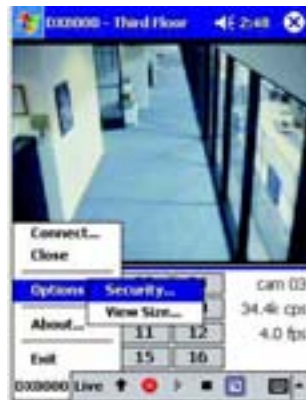 DX8000 - Third Floor 2:48
Connect...
Close
Options
Security...
View Size...
About...
Exit
11 12
15 16
cam 03
34.4k cps
4.0 fps
DX8000 Live